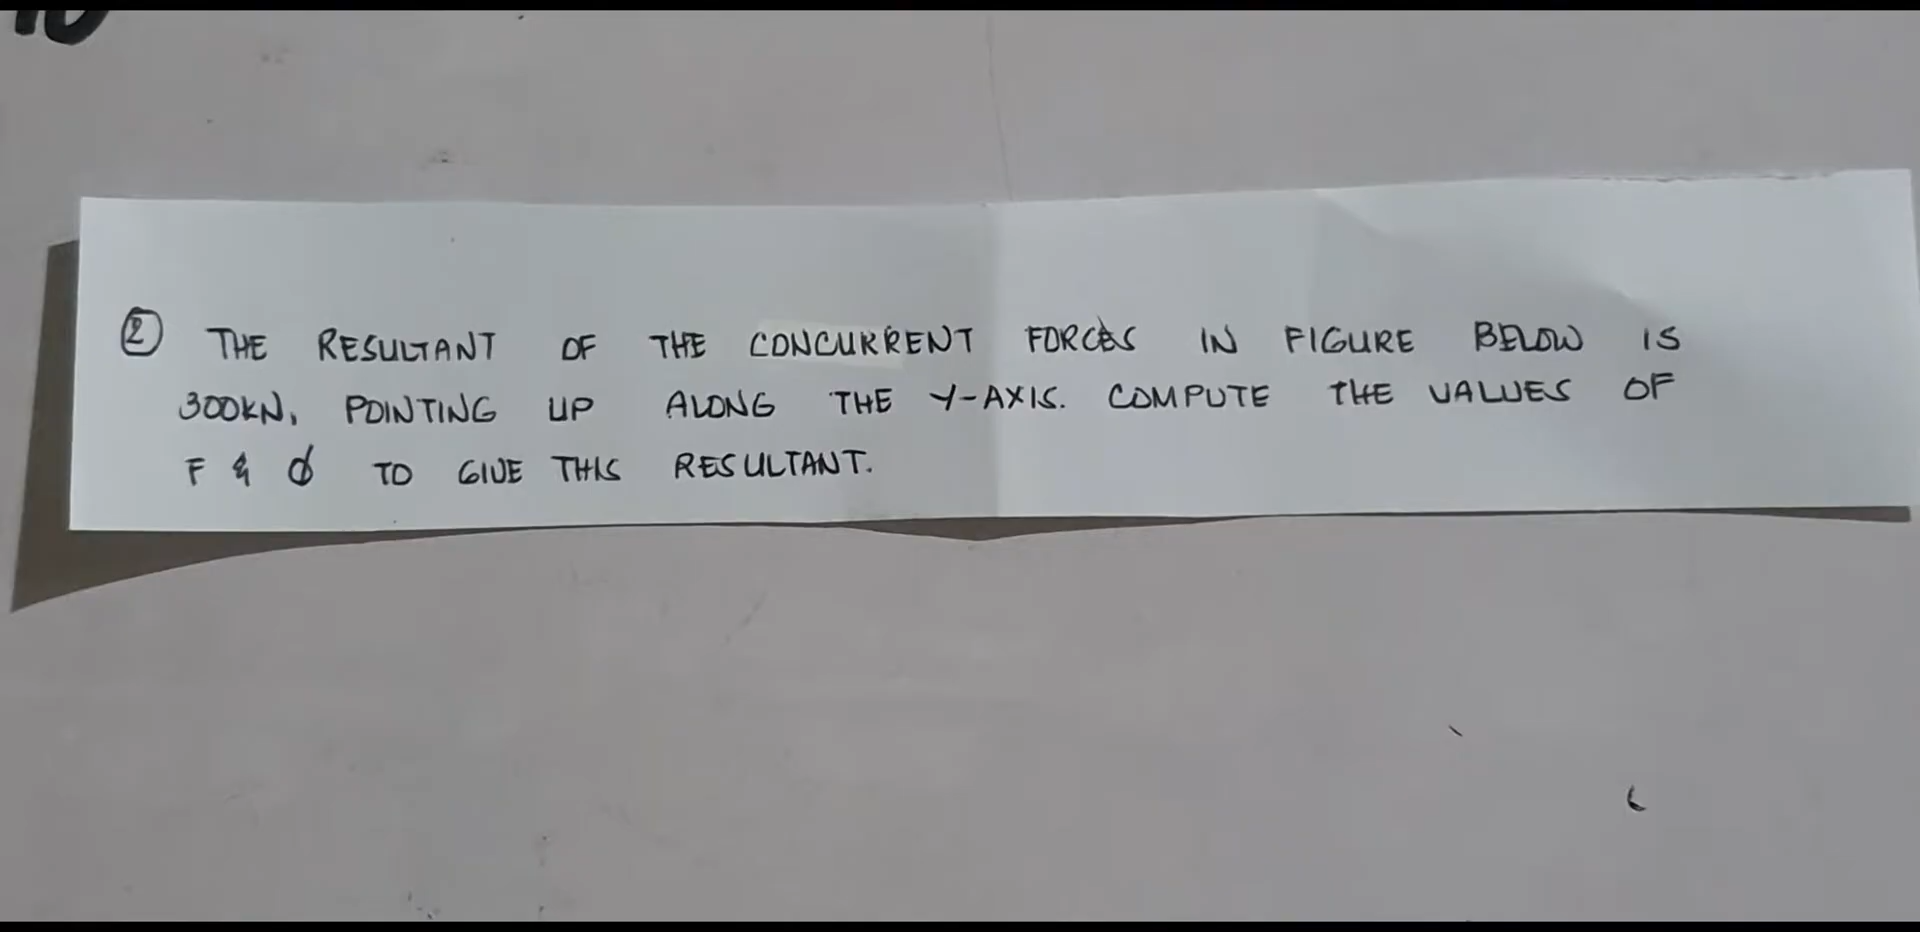 ② THE RESULTANT OF THE CONCURRENT FORCES IN FIGURE BELOW IS
300KN, POINTING UP ALONG THE Y-AXIS. COMPUTE THE VALUES OF
F & Ø TO GIVE THIS RESULTANT.